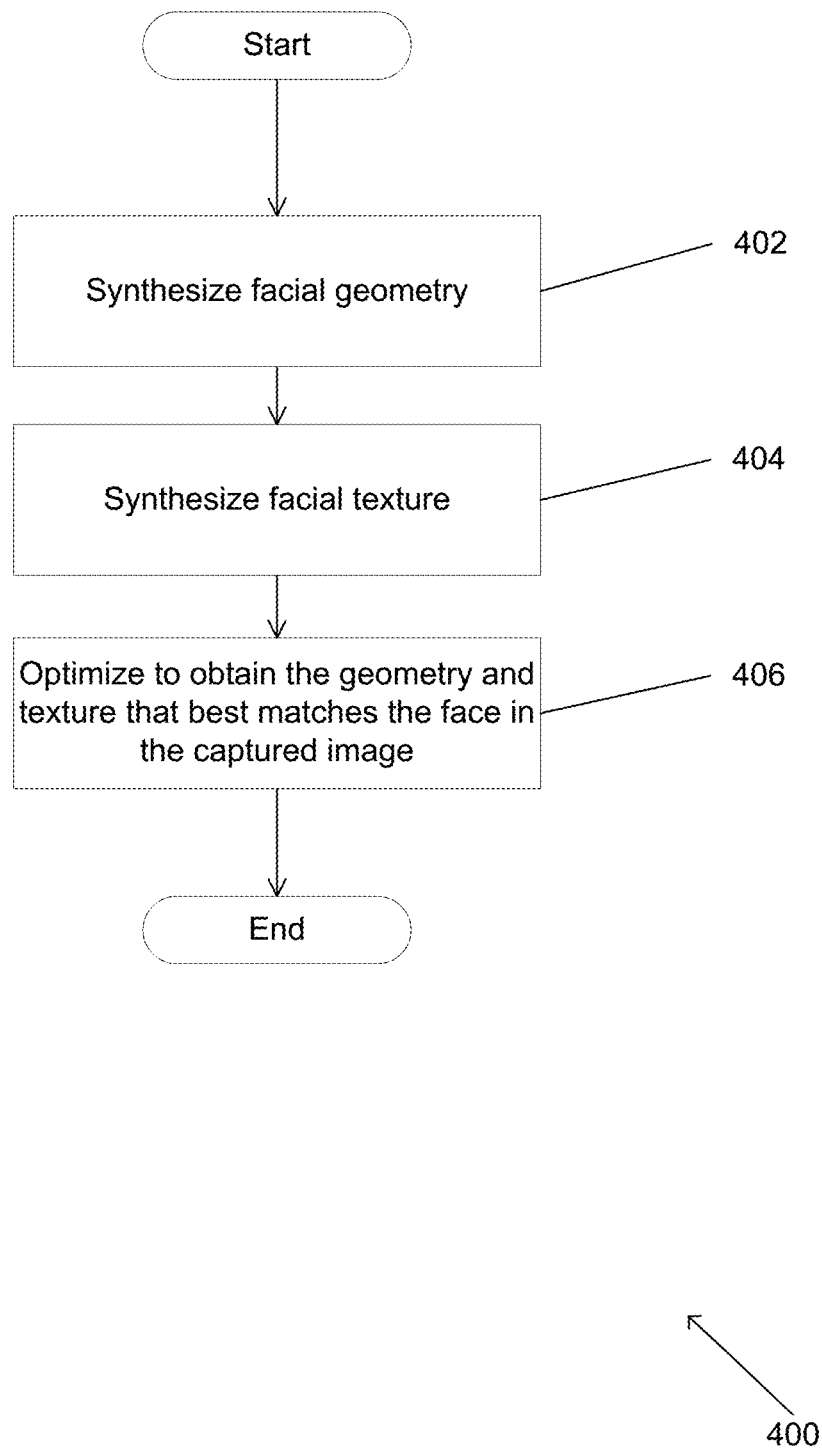 Start
402
Synthesize facial geometry
404
Synthesize facial texture
406
Optimize to obtain the geometry and
texture that best matches the face in
the captured image
End
400